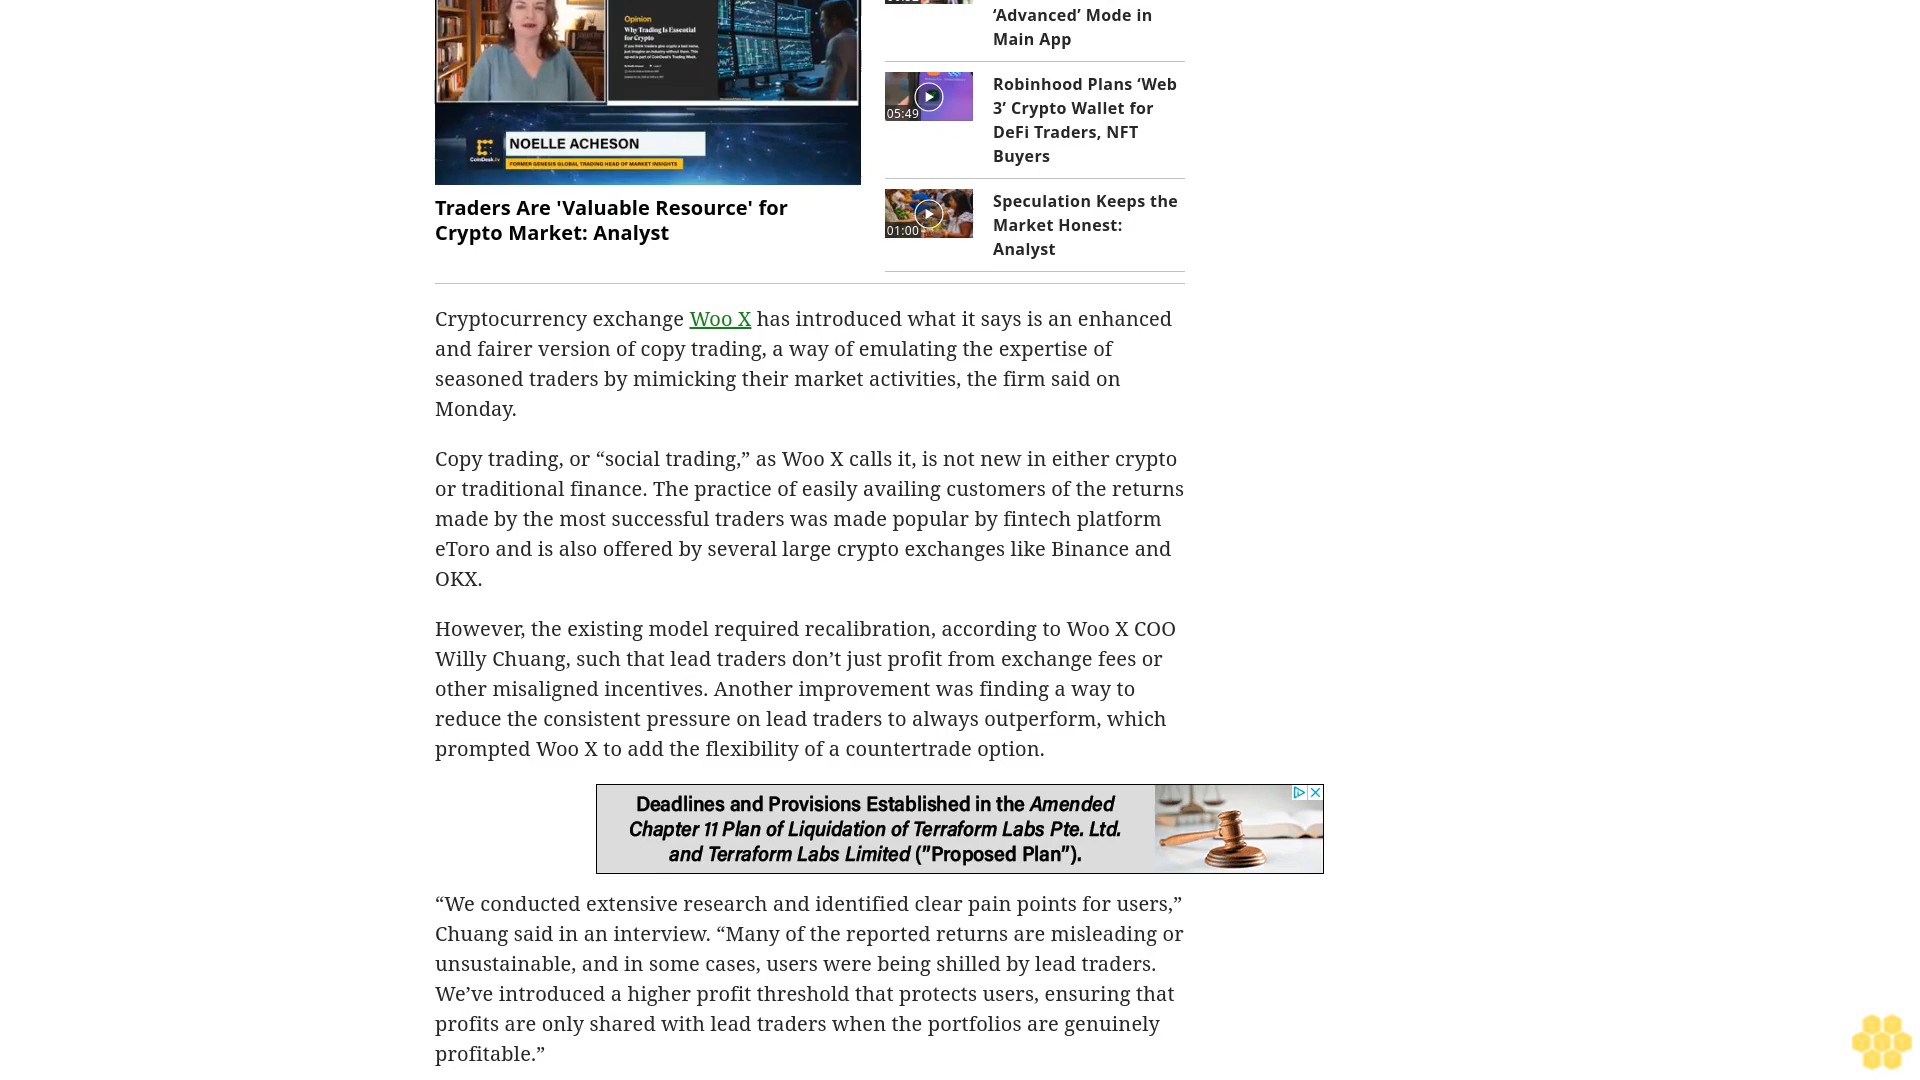 Opinion
Why Trading Is Essential
for Crypto
NOELLE ACHESON
CoinDesk.tv
FORMER GENESIS GLOBAL TRADING HEAD OF MARKET INSIGHTS
Traders Are 'Valuable Resource' for
Crypto Market: Analyst
‘Advanced’ Mode in
Main App
05:49
Robinhood Plans ‘Web
3’ Crypto Wallet for
DeFi Traders, NFT
Buyers
01:00
Speculation Keeps the
Market Honest:
Analyst
Cryptocurrency exchange Woo X has introduced what it says is an enhanced
and fairer version of copy trading, a way of emulating the expertise of
seasoned traders by mimicking their market activities, the firm said on
Monday.
Copy trading, or “social trading,” as Woo X calls it, is not new in either crypto
or traditional finance. The practice of easily availing customers of the returns
made by the most successful traders was made popular by fintech platform
eToro and is also offered by several large crypto exchanges like Binance and
OKX.
However, the existing model required recalibration, according to Woo X COO
Willy Chuang, such that lead traders don’t just profit from exchange fees or
other misaligned incentives. Another improvement was finding a way to
reduce the consistent pressure on lead traders to always outperform, which
prompted Woo X to add the flexibility of a countertrade option.
Deadlines and Provisions Established in the Amended
Chapter 11 Plan of Liquidation of Terraform Labs Pte. Ltd.
and Terraform Labs Limited ("Proposed Plan").
“We conducted extensive research and identified clear pain points for users,”
Chuang said in an interview. “Many of the reported returns are misleading or
unsustainable, and in some cases, users were being shilled by lead traders.
We’ve introduced a higher profit threshold that protects users, ensuring that
profits are only shared with lead traders when the portfolios are genuinely
profitable.”